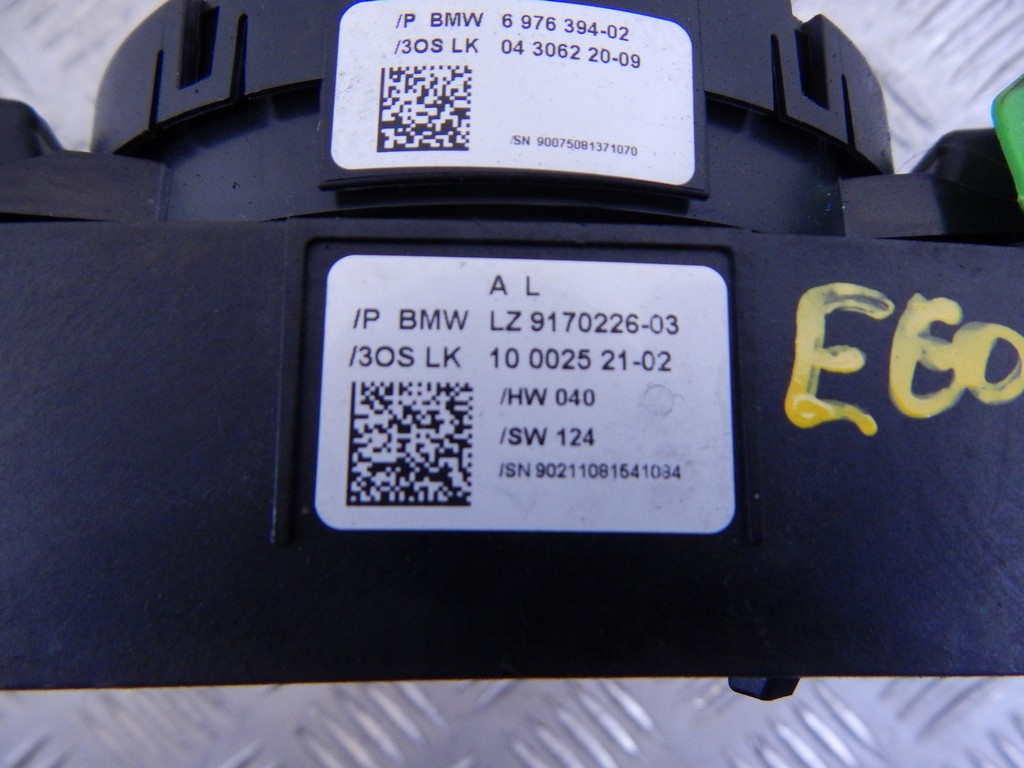 /P BMW 6 976 394-02
/3OS LK 04 3062 20-09
/SN 90075081371070
A L
/P BMW LZ 9170226-03
/3OS LK 10 0025 21-02
/HW 040
/SW 124
/SN 90211081541084
E60